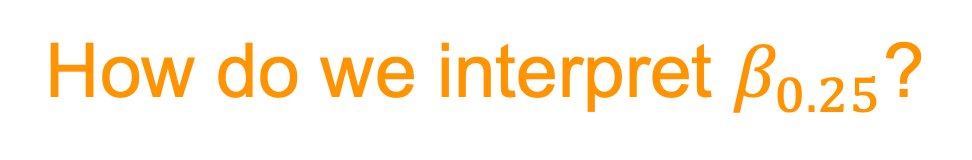 How do we interpret β₀.₂₅?